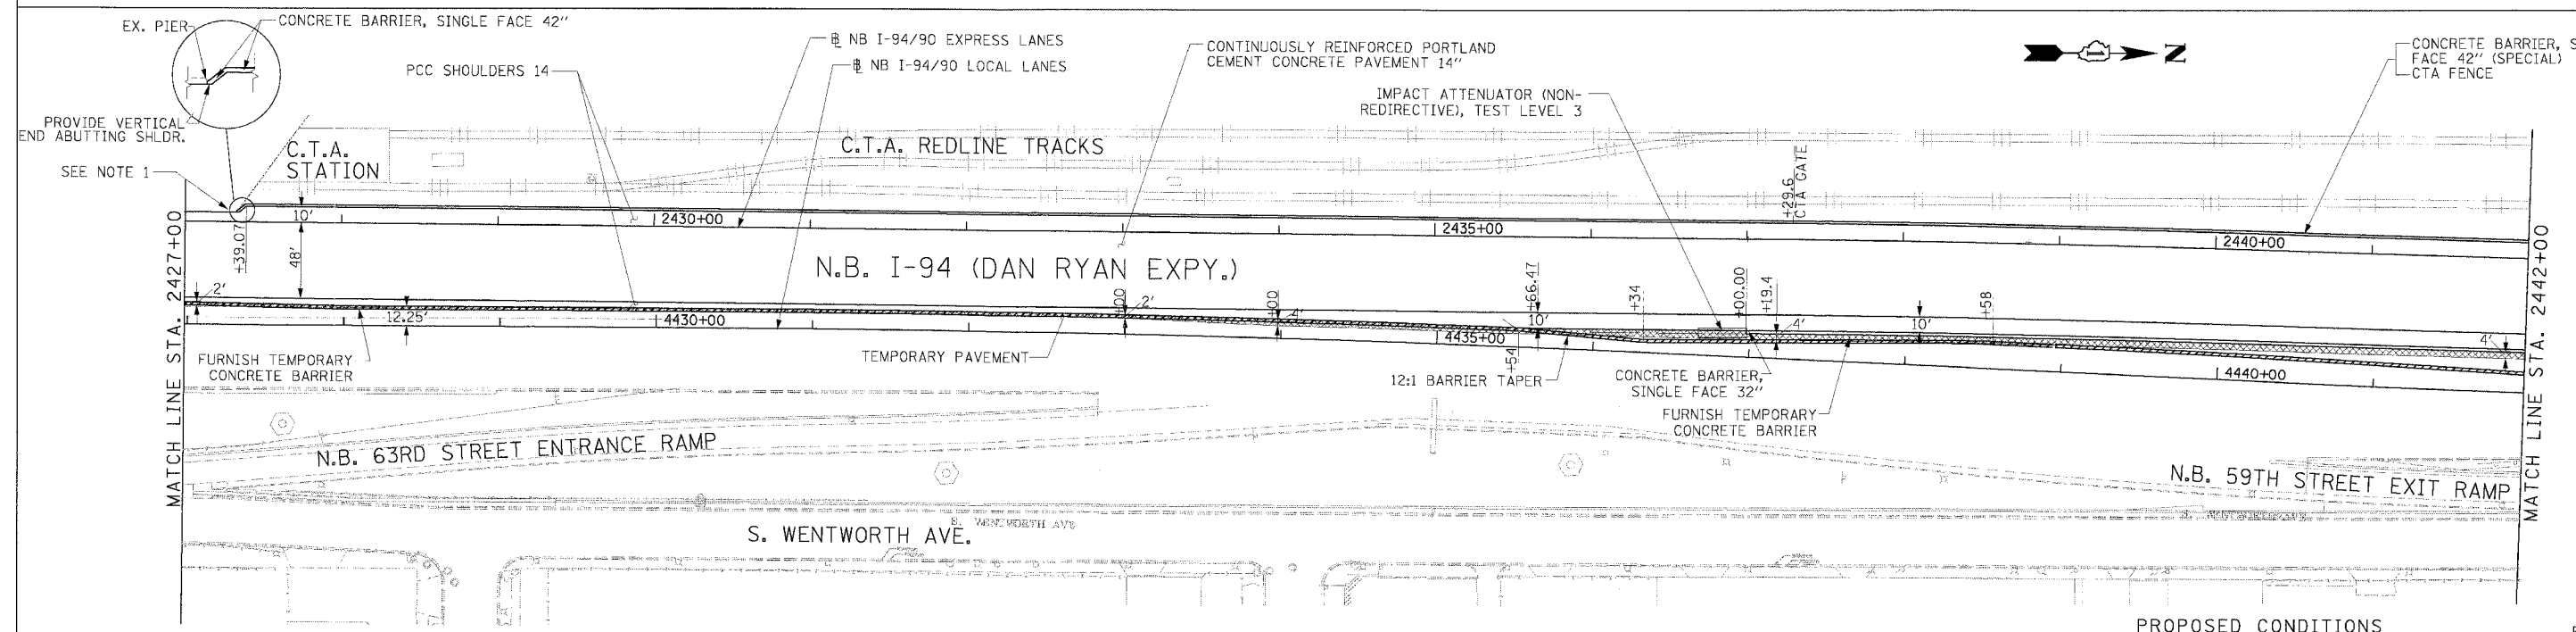 EX. PIER
CONCRETE BARRIER, SINGLE FACE 42"
PCC SHOULDERS 14
℄ NB I-94/90 EXPRESS LANES
℄ NB I-94/90 LOCAL LANES
CONTINUOUSLY REINFORCED PORTLAND
CEMENT CONCRETE PAVEMENT 14"
IMPACT ATTENUATOR (NON-
REDIRECTIVE), TEST LEVEL 3
N
CONCRETE BARRIER, S
FACE 42" (SPECIAL)
CTA FENCE
PROVIDE VERTICAL
END ABUTTING SHLDR.
SEE NOTE 1
C.T.A.
STATION
C.T.A. REDLINE TRACKS
+29.6
CTA GATE
MATCH LINE STA. 2427+00
+39.07
10'
48'
2430+00
2435+00
2440+00
MATCH LINE STA. 2442+00
N.B. I-94 (DAN RYAN EXPY.)
2'
12.25'
4430+00
+00
2'
+00
4'
+66.47
10'
+34
+00.00
+19.4
4'
10'
+58
4'
4435+00
+54
4440+00
FURNISH TEMPORARY
CONCRETE BARRIER
TEMPORARY PAVEMENT
12:1 BARRIER TAPER
CONCRETE BARRIER,
SINGLE FACE 32"
FURNISH TEMPORARY
CONCRETE BARRIER
N.B. 63RD STREET ENTRANCE RAMP
N.B. 59TH STREET EXIT RAMP
S. WENTWORTH AVE
S. WENTWORTH AVE.
PROPOSED CONDITIONS